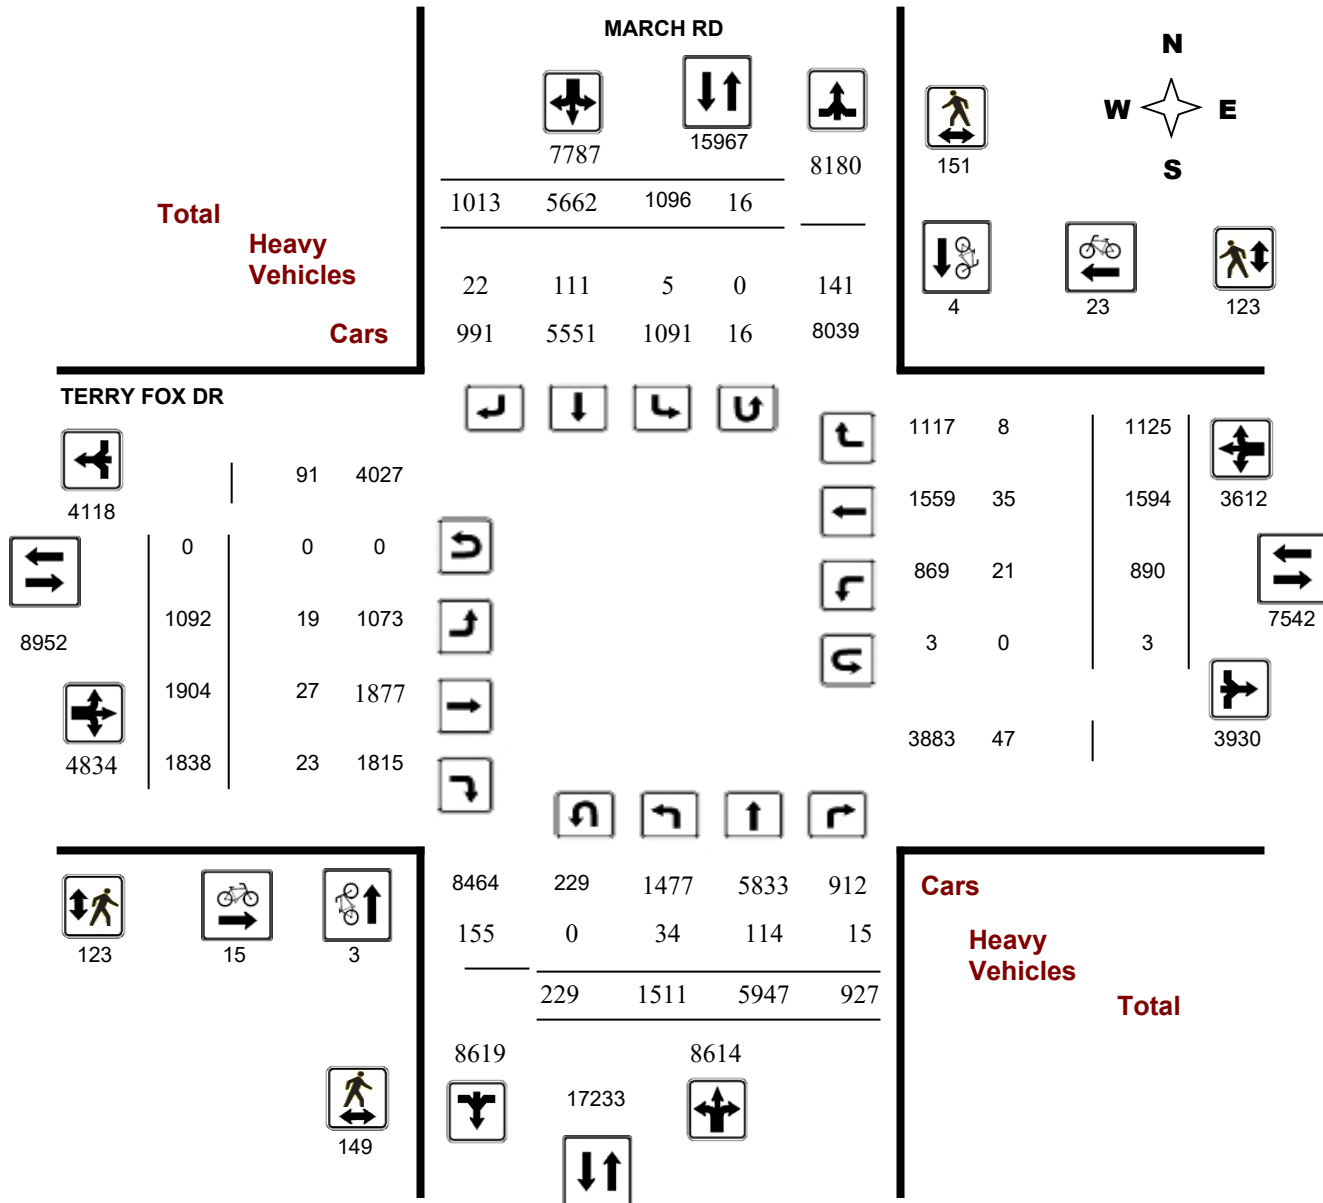 MARCH RD
N
W E
S
7787 15967 8180 151
1013 5662 1096 16
Total
Heavy
Vehicles
22 111 5 0 141
4 23 123
Cars 991 5551 1091 16 8039
TERRY FOX DR
1117 8 1125
91 4027
4118
1559 35 1594 3612
0 0 0
869 21 890
1092 19 1073
8952
7542
3 0 3
1904 27 1877
3883 47 3930
4834 1838 23 1815
8464 229 1477 5833 912 Cars
155 0 34 114 15 Heavy
Vehicles
123 15 3
229 1511 5947 927 Total
8619 8614
17233
149